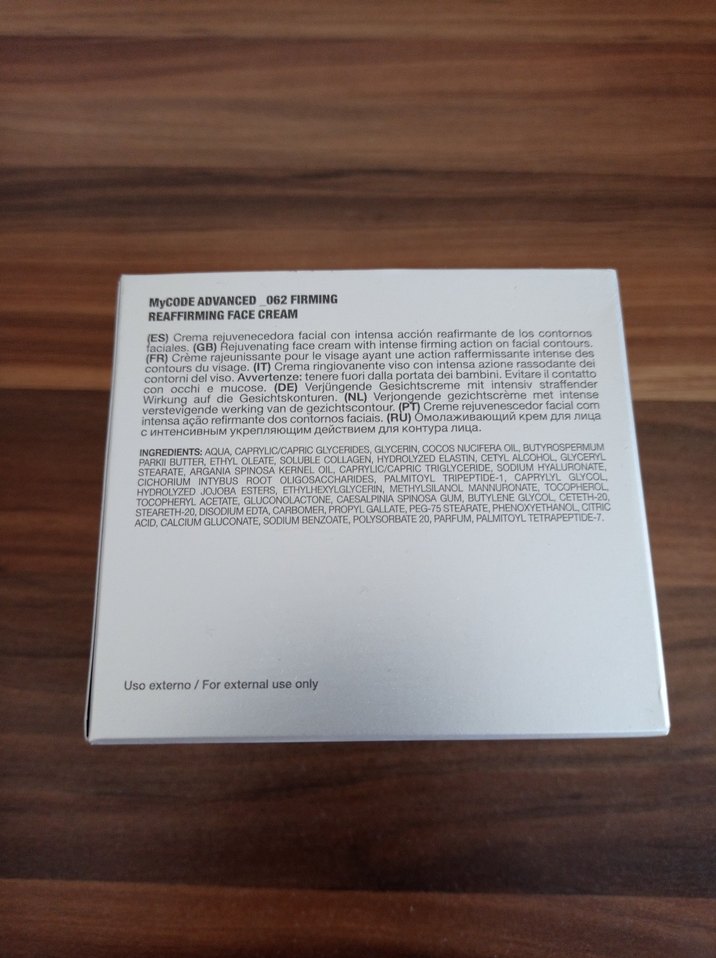 MyCODE ADVANCED _062 FIRMING
REAFFIRMING FACE CREAM
(ES) Crema rejuvenecedora facial con intensa acción reafirmante de los contornos
faciales. (GB) Rejuvenating face cream with intense firming action on facial contours.
(FR) Crème rajeunissante pour le visage ayant une action raffermissante intense des
contours du visage. (IT) Crema ringiovanente viso con intensa azione rassodante dei
contorni del viso. Avvertenze: tenere fuori dalla portata dei bambini. Evitare il contatto
con occhi e mucose. (DE) Verjüngende Gesichtscreme mit intensiv straffender
Wirkung auf die Gesichtskonturen. (NL) Verjongende gezichtscrème met intense
verstevigende werking van de gezichtscontour. (PT) Creme rejuvenescedor facial com
intensa ação refirmante dos contornos faciais. (RU) Омолаживающий крем для лица
с интенсивным укрепляющим действием для контура лица.
INGREDIENTS: AQUA, CAPRYLIC/CAPRIC GLYCERIDES, GLYCERIN, COCOS NUCIFERA OIL, BUTYROSPERMUM
PARKII BUTTER, ETHYL OLEATE, SOLUBLE COLLAGEN, HYDROLYZED ELASTIN, CETYL ALCOHOL, GLYCERYL
STEARATE, ARGANIA SPINOSA KERNEL OIL, CAPRYLIC/CAPRIC TRIGLYCERIDE, SODIUM HYALURONATE,
CICHORIUM INTYBUS ROOT OLIGOSACCHARIDES, PALMITOYL TRIPEPTIDE-1, CAPRYLYL GLYCOL,
HYDROLYZED JOJOBA ESTERS, ETHYLHEXYLGLYCERIN, METHYLSILANOL MANNURONATE, TOCOPHEROL,
TOCOPHERYL ACETATE, GLUCONOLACTONE, CAESALPINIA SPINOSA GUM, BUTYLENE GLYCOL, CETETH-20,
STEARETH-20, DISODIUM EDTA, CARBOMER, PROPYL GALLATE, PEG-75 STEARATE, PHENOXYETHANOL, CITRIC
ACID, CALCIUM GLUCONATE, SODIUM BENZOATE, POLYSORBATE 20, PARFUM, PALMITOYL TETRAPEPTIDE-7.
Uso externo / For external use only